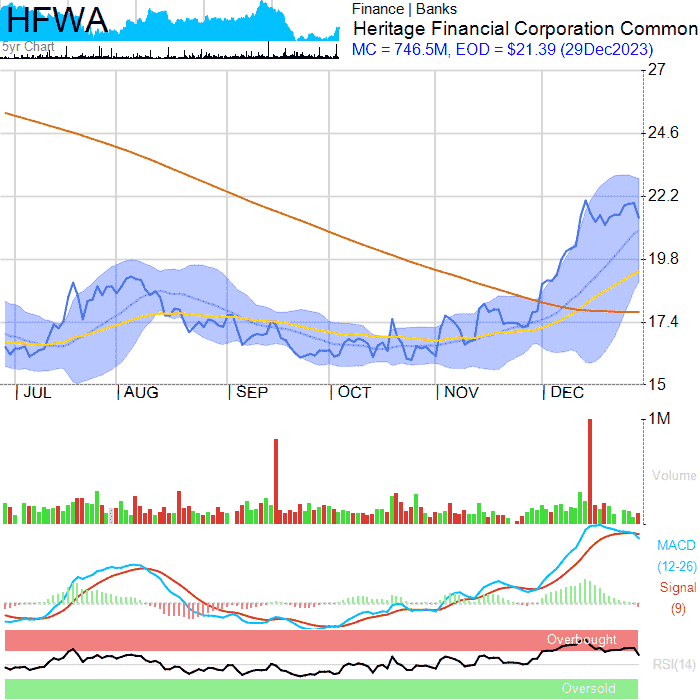 HFWA
5yr Chart
Finance | Banks
Heritage Financial Corporation Common
MC = 746.5M, EOD = $21.39 (29Dec2023)
27
24.6
22.2
19.8
17.4
15
JUL AUG SEP OCT NOV DEC
1M
Volume
MACD
(12-26)
Signal
(9)
Overbought
RSI(14)
Oversold